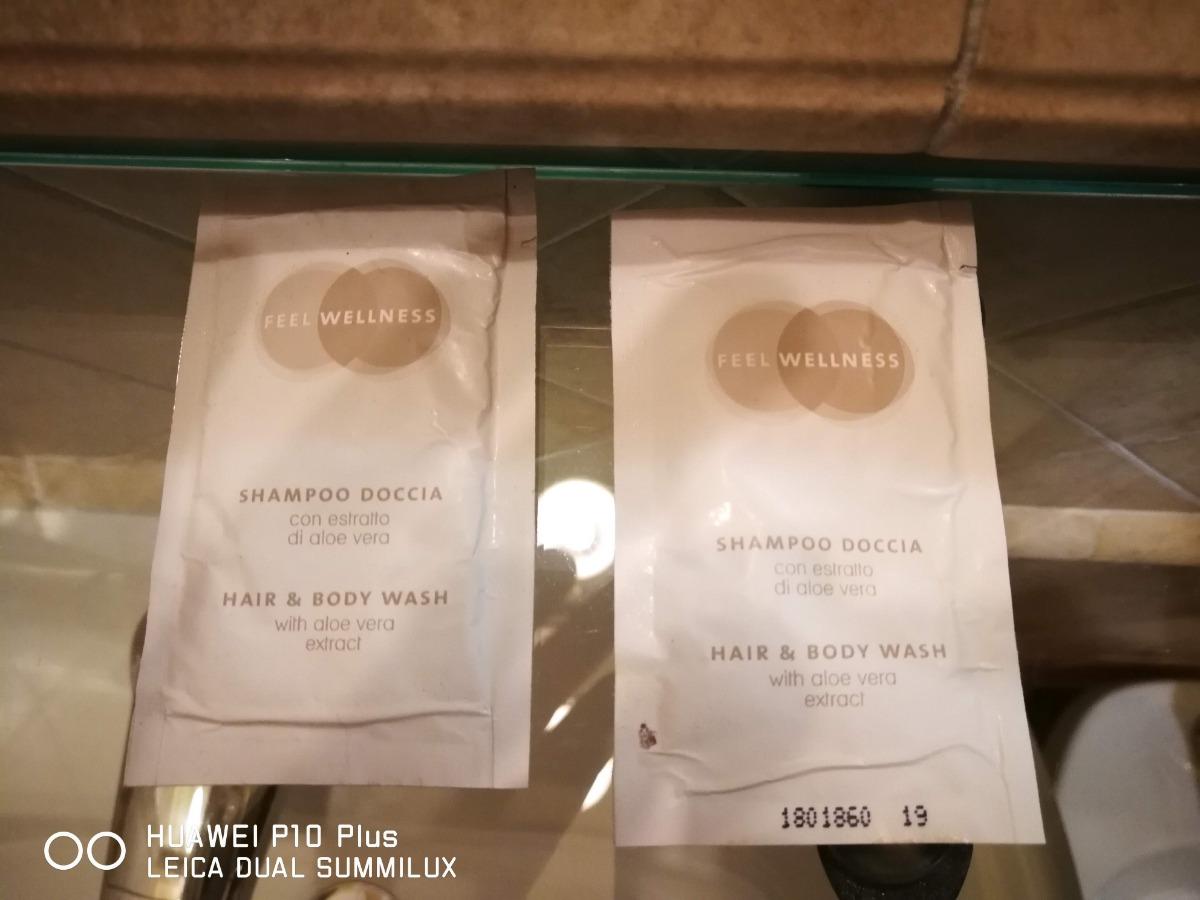 FEEL WELLNESS
SHAMPOO DOCCIA
con estratto
di aloe vera
HAIR & BODY WASH
with aloe vera
extract
FEEL WELLNESS
SHAMPOO DOCCIA
con estratto
di aloe vera
HAIR & BODY WASH
with aloe vera
extract
1801860 19
HUAWEI P10 Plus
LEICA DUAL SUMMILUX